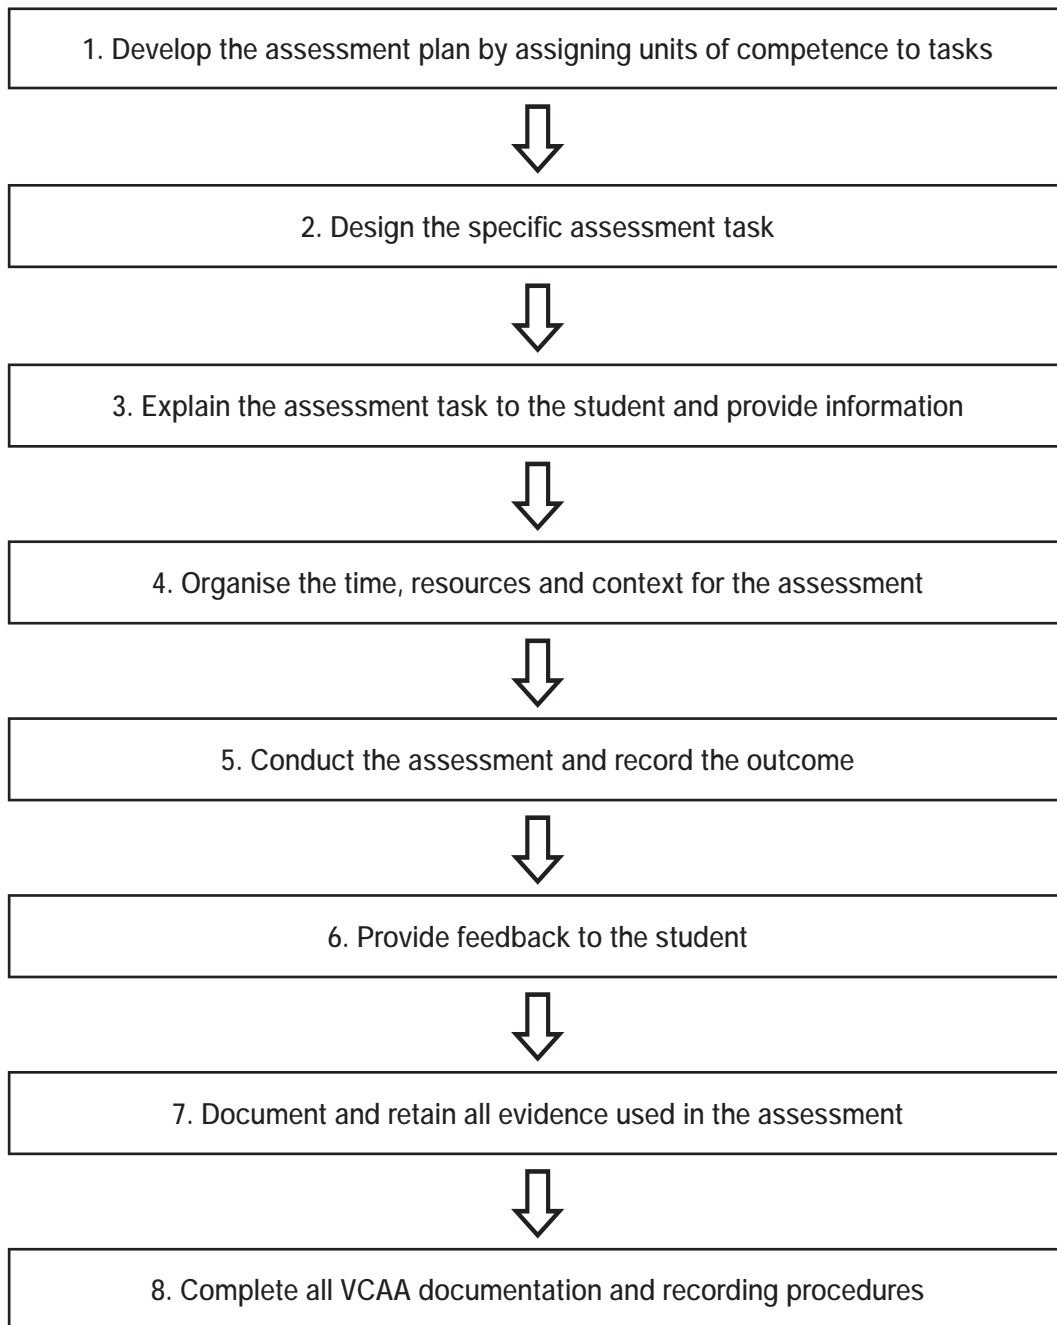 1. Develop the assessment plan by assigning units of competence to tasks
2. Design the specific assessment task
3. Explain the assessment task to the student and provide information
4. Organise the time, resources and context for the assessment
5. Conduct the assessment and record the outcome
6. Provide feedback to the student
7. Document and retain all evidence used in the assessment
8. Complete all VCAA documentation and recording procedures